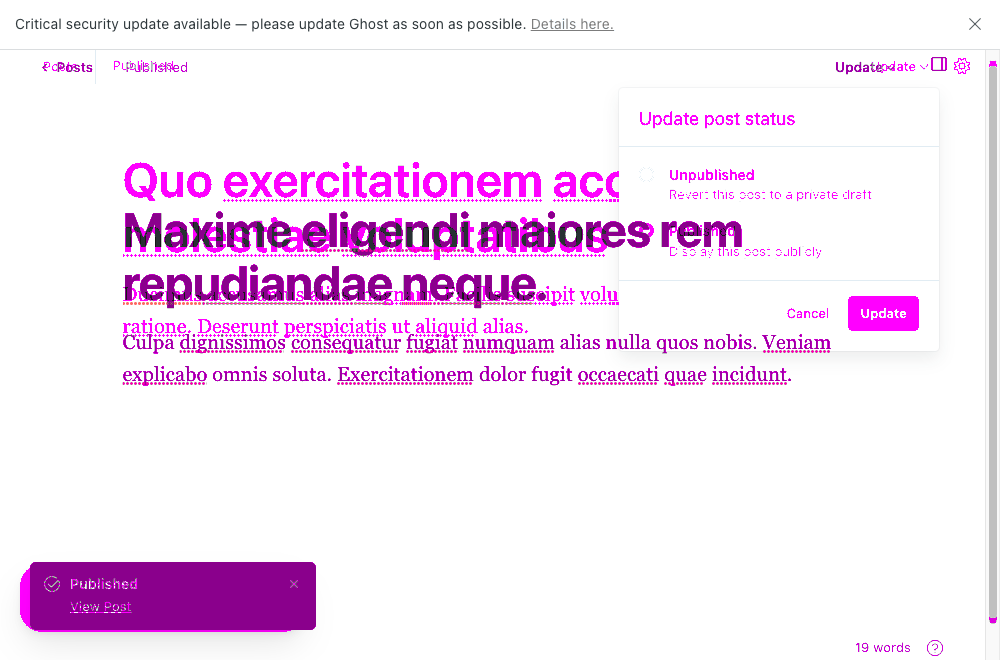 Critical security update available — please update Ghost as soon as possible. Details here.
Posts
Published
Update
Update post status
Unpublished
Revert this post to a private draft
Display this post publicly
Cancel
Update
Quo exercitationem
Maxime eligendi maiores rem
repudiandae neque.
ratione. Deserunt perspiciatis ut aliquid alias.
Culpa dignissimos consequatur fugiat numquam alias nulla quos nobis. Veniam
explicabo omnis soluta. Exercitationem dolor fugit occaecati quae incidunt.
Published
View Post
19 words